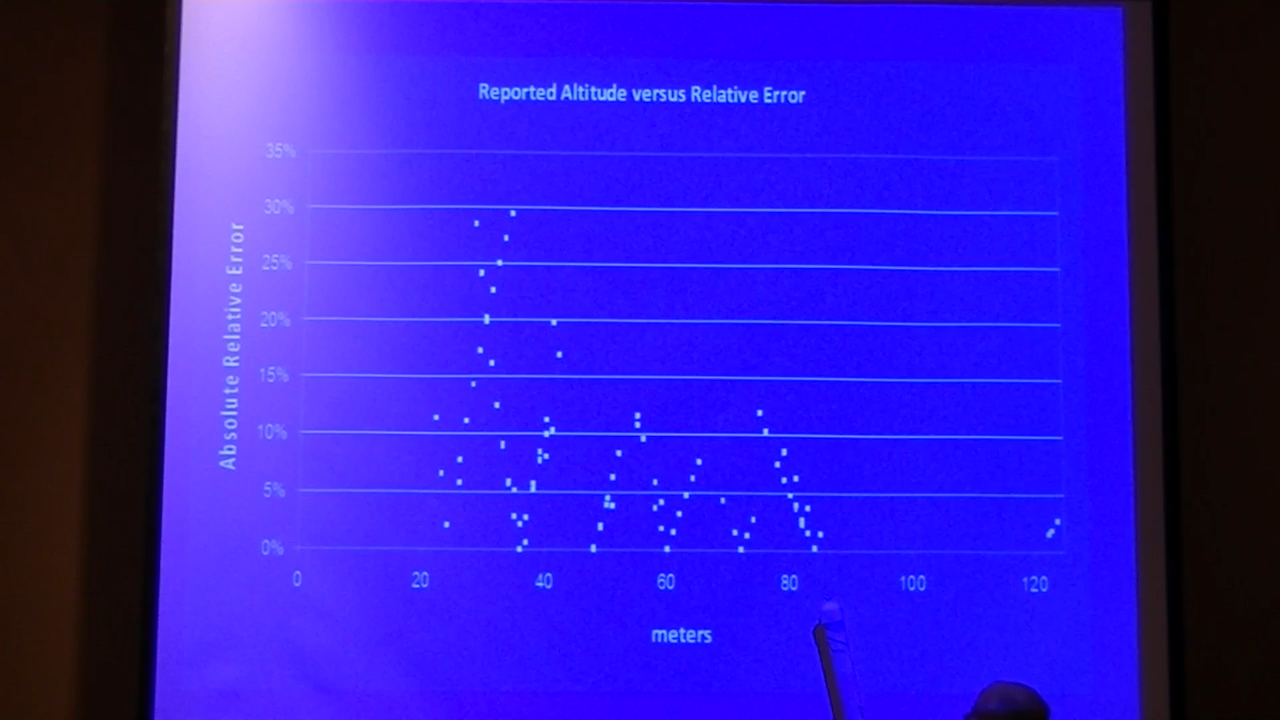 Reported Altitude versus Relative Error
35%
30%
25%
20%
15%
10%
5%
0%
Absolute Relative Error
0 20 40 60 80 100 120
meters